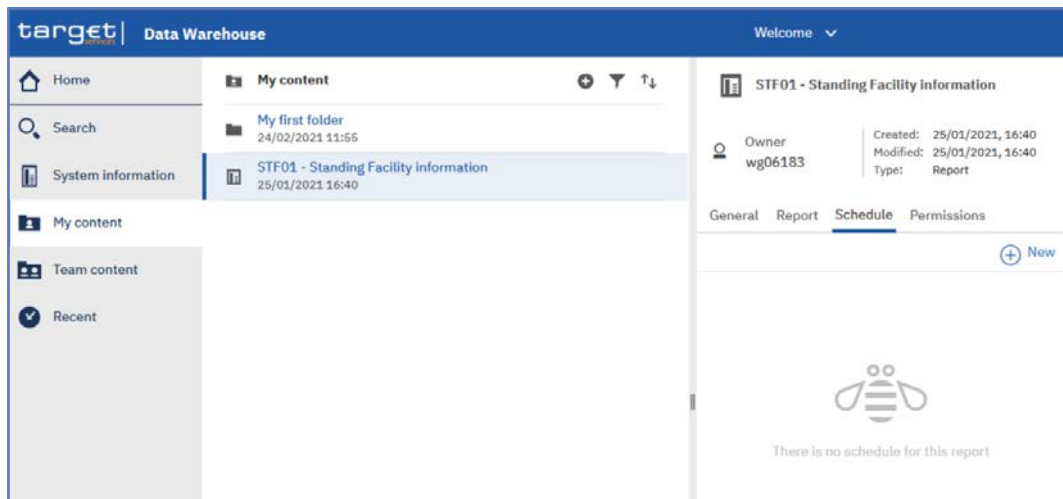 target | Data Warehouse
services
Welcome
Home
Search
System information
My content
Team content
Recent
My content
My first folder
24/02/2021 11:55
STF01 - Standing Facility information
25/01/2021 16:40
STF01 - Standing Facility information
Owner
wg06183
Created: 25/01/2021, 16:40
Modified: 25/01/2021, 16:40
Type: Report
General Report Schedule Permissions
New
There is no schedule for this report